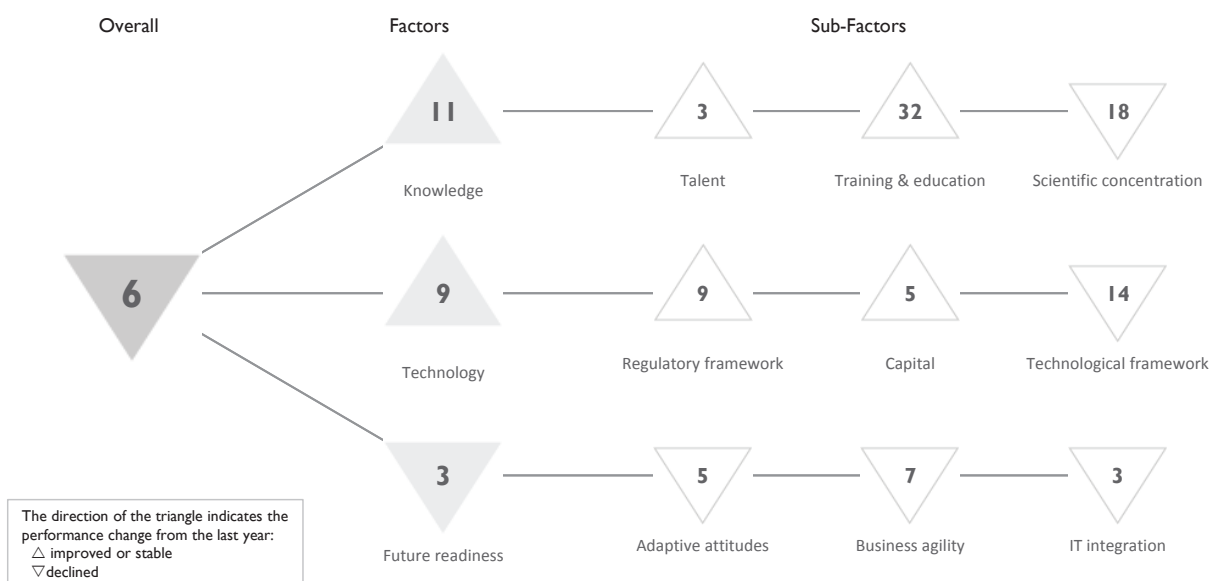 Overall Factors Sub-Factors
11 3 32 18
Knowledge Talent Training & education Scientific concentration
6 9 9 5 14
Technology Regulatory framework Capital Technological framework
3 5 7 3
Future readiness Adaptive attitudes Business agility IT integration
The direction of the triangle indicates the
performance change from the last year:
△ improved or stable
▽ declined